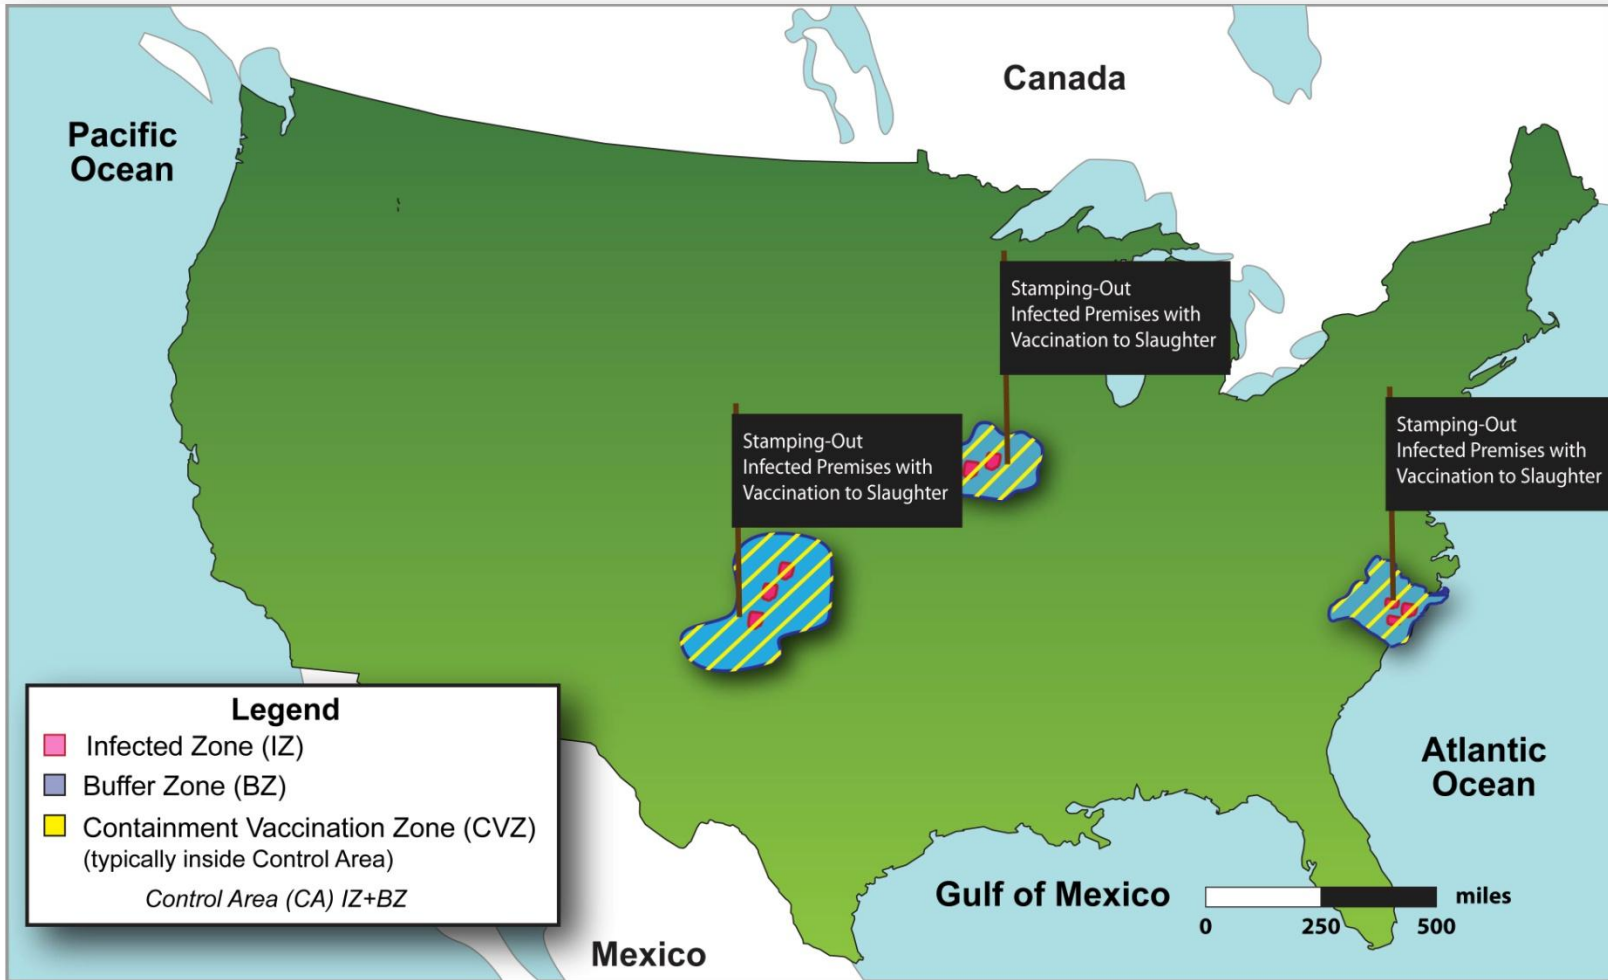 Canada
Pacific
Ocean
Stamping-Out
Infected Premises with
Vaccination to Slaughter
Stamping-Out
Infected Premises with
Vaccination to Slaughter
Stamping-Out
Infected Premises with
Vaccination to Slaughter
Legend
Infected Zone (IZ)
Buffer Zone (BZ)
Containment Vaccination Zone (CVZ)
(typically inside Control Area)
Control Area (CA) IZ+BZ
Atlantic
Ocean
Gulf of Mexico
miles
0 250 500
Mexico